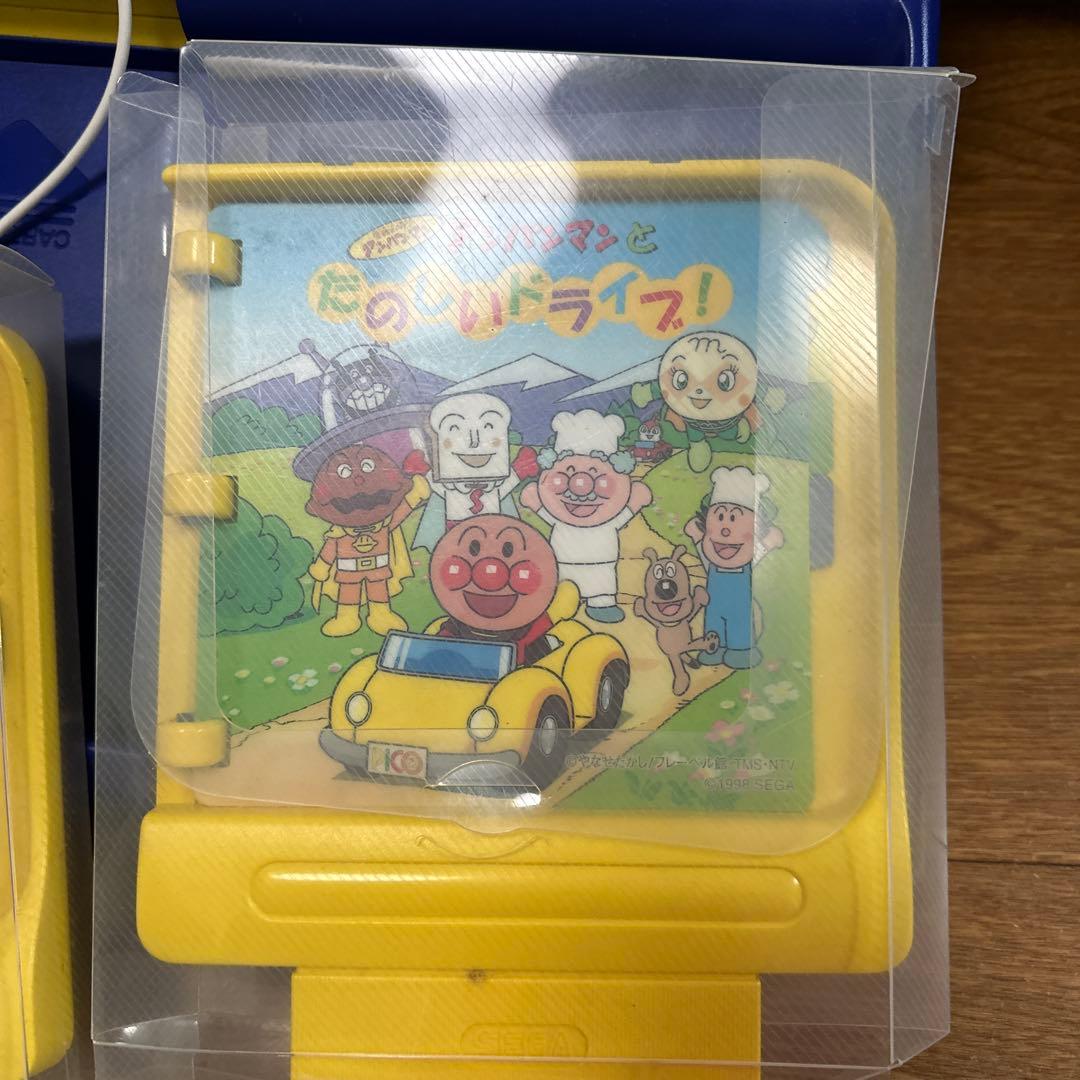 アンパンマンと
たのしいドライブ!
S
PICO
©やなせたかし/フレーベル館・TMS・NTV
©1998 SEGA
SEGA